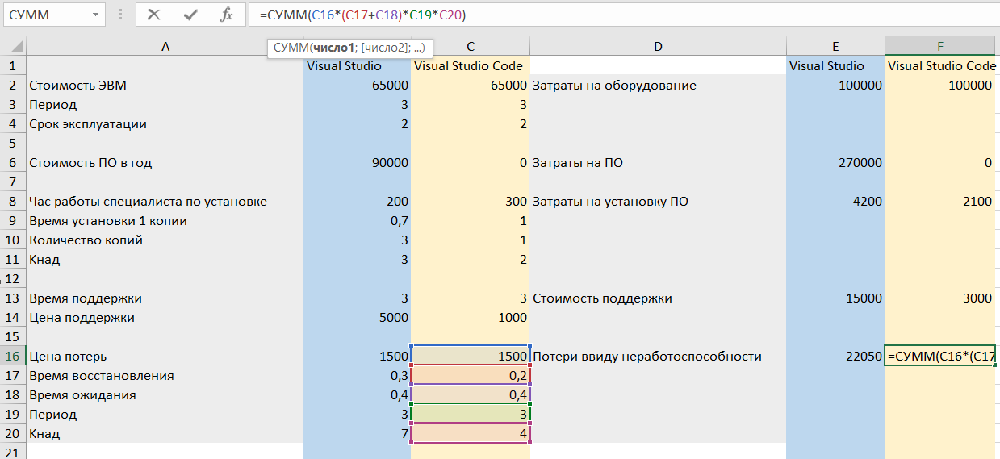 СУММ =СУММ(C16*(C17+C18)*C19*C20)
СУММ(число1; [число2]; ...)
A C D E F
1 Visual Studio Visual Studio Code Visual Studio Visual Studio Code
2 Стоимость ЭВМ 65000 65000 Затраты на оборудование 100000 100000
3 Период 3 3
4 Срок эксплуатации 2 2
5
6 Стоимость ПО в год 90000 0 Затраты на ПО 270000 0
7
8 Час работы специалиста по установке 200 300 Затраты на установку ПО 4200 2100
9 Время установки 1 копии 0,7 1
10 Количество копий 3 1
11 Кнад 3 2
12
13 Время поддержки 3 3 Стоимость поддержки 15000 3000
14 Цена поддержки 5000 1000
15
16 Цена потерь 1500 1500 Потери ввиду неработоспособности 22050 =СУММ(C16*(C17
17 Время восстановления 0,3 0,2
18 Время ожидания 0,4 0,4
19 Период 3 3
20 Кнад 7 4
21